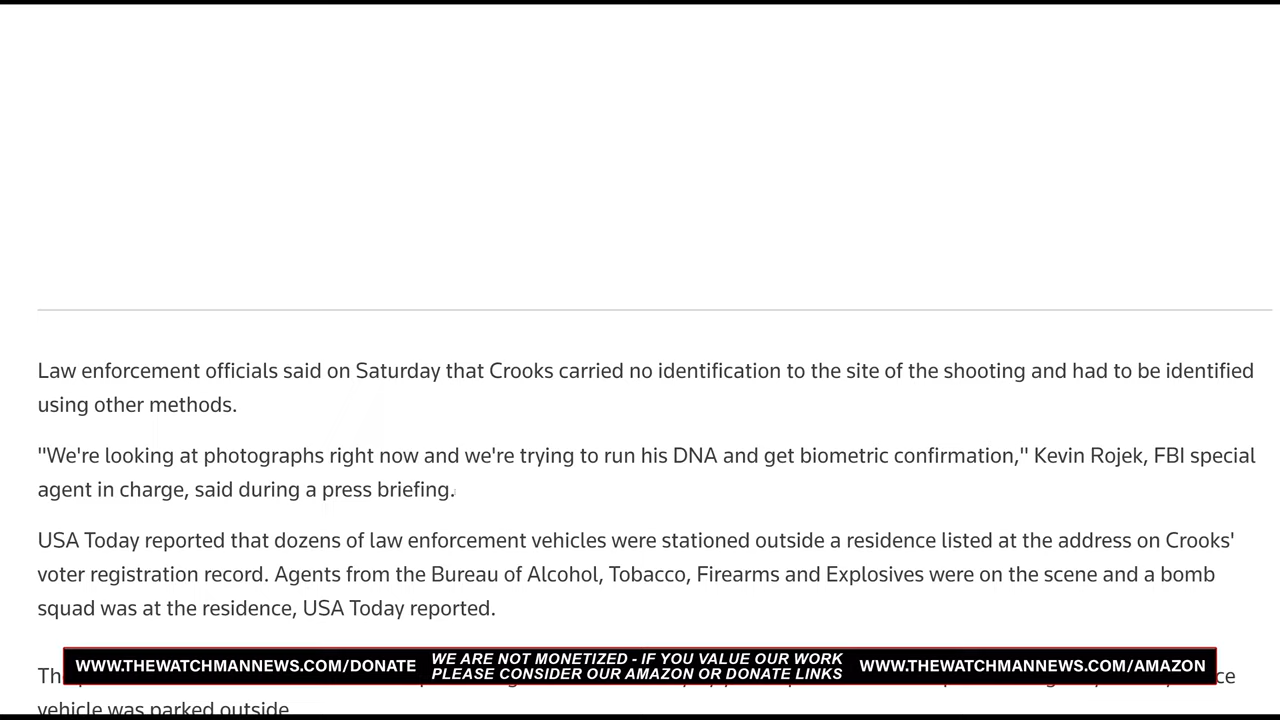 Law enforcement officials said on Saturday that Crooks carried no identification to the site of the shooting and had to be identified
using other methods.
"We're looking at photographs right now and we're trying to run his DNA and get biometric confirmation," Kevin Rojek, FBI special
agent in charge, said during a press briefing.
USA Today reported that dozens of law enforcement vehicles were stationed outside a residence listed at the address on Crooks'
voter registration record. Agents from the Bureau of Alcohol, Tobacco, Firearms and Explosives were on the scene and a bomb
squad was at the residence, USA Today reported.
WWW.THEWATCHMANNEWS.COM/DONATE
WE ARE NOT MONETIZED - IF YOU VALUE OUR WORK
PLEASE CONSIDER OUR AMAZON OR DONATE LINKS
WWW.THEWATCHMANNEWS.COM/AMAZON
vehicle was parked outside.